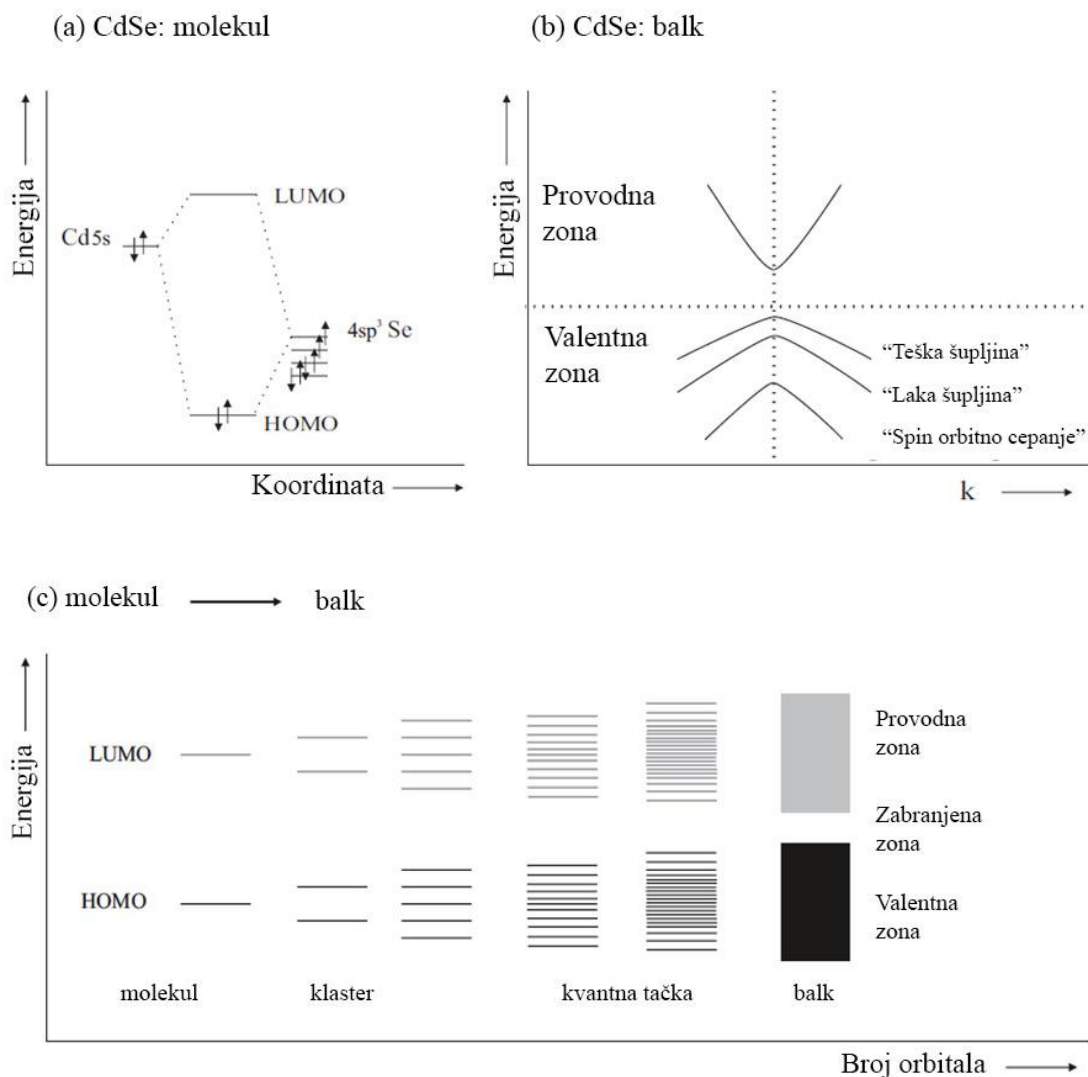 (a) CdSe: molekul
Energija
LUMO
Cd5s
4sp³ Se
HOMO
Koordinata
(b) CdSe: balk
Energija
Provodna
zona
Valentna
zona
“Teška šupljina”
“Laka šupljina”
“Spin orbitno cepanje”
k
(c) molekul
balk
Energija
LUMO
HOMO
Provodna
zona
Zabranjena
zona
Valentna
zona
molekul
klaster
kvantna tačka
balk
Broj orbitala